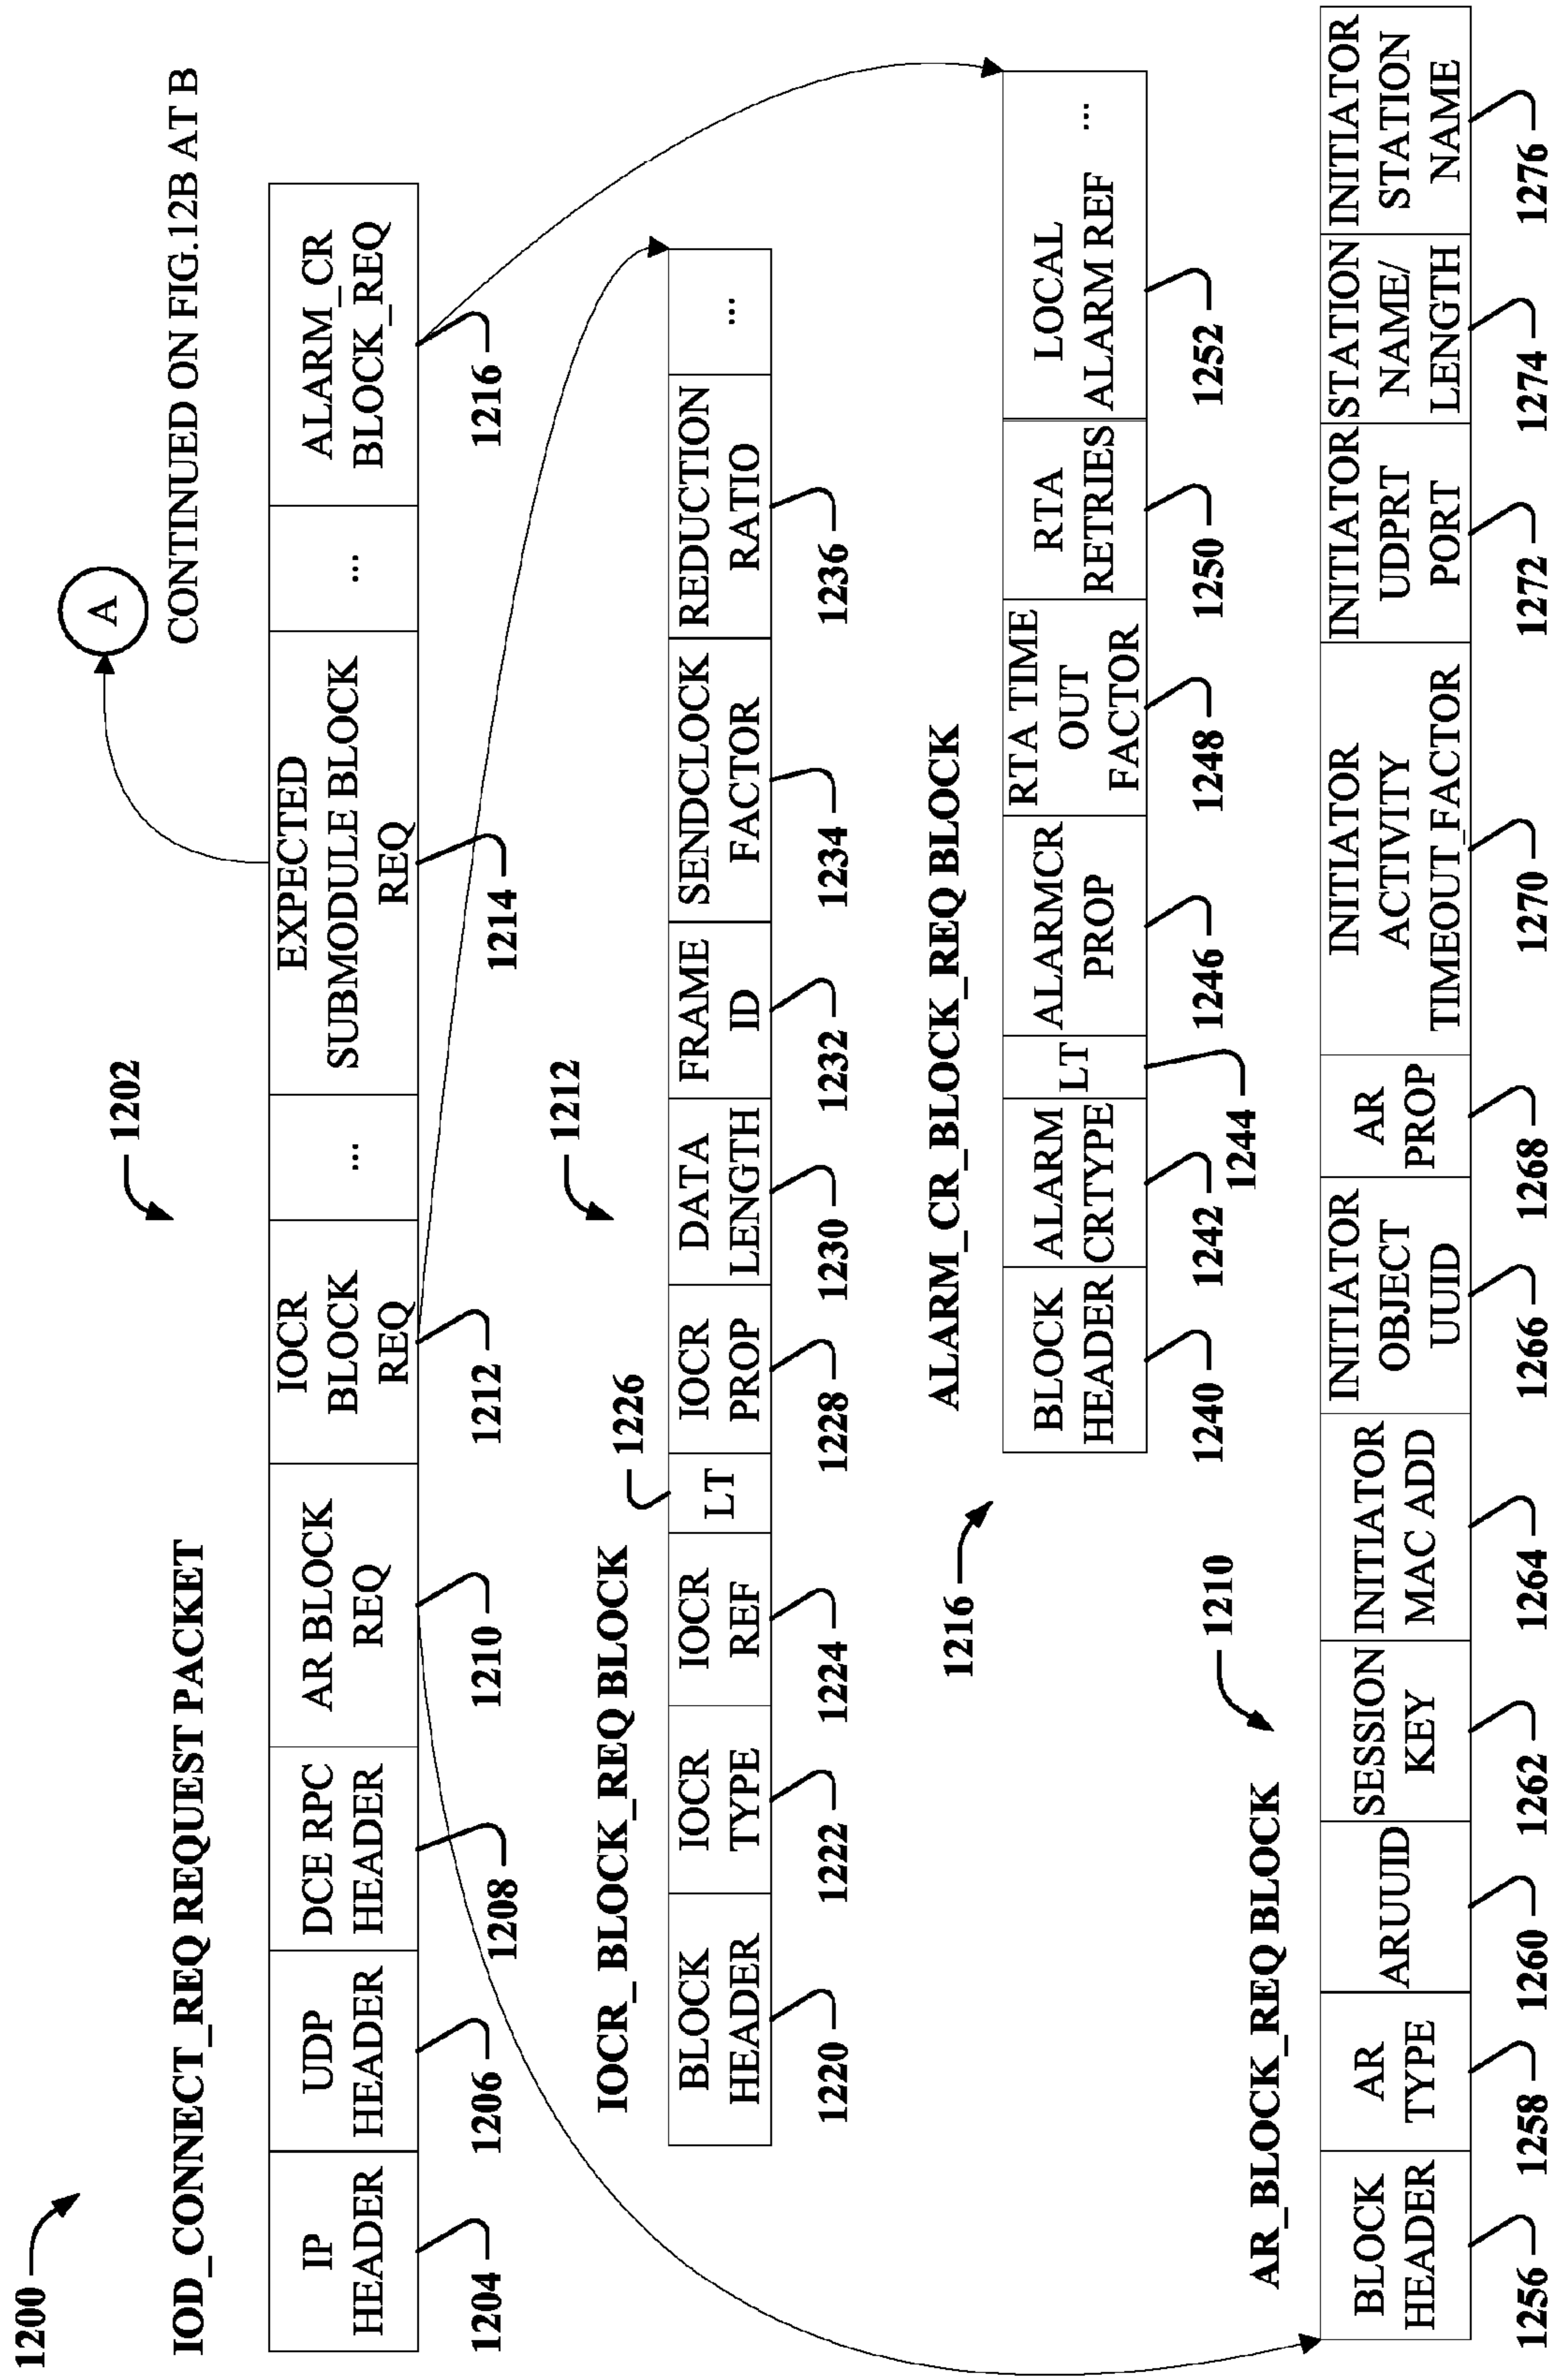 1200
1202
A
CONTINUED ON FIG.12B AT B
IOD_CONNECT_REQ REQUEST PACKET
IP
HEADER
UDP
HEADER
DCE RPC
HEADER
AR BLOCK
REQ
IOCR
BLOCK
REQ
...
EXPECTED
SUBMODULE BLOCK
REQ
...
ALARM_CR
BLOCK_REQ
1204
1206
1208
1210
1212
1214
1216
IOCR_BLOCK_REQ BLOCK
1226
1212
BLOCK
HEADER
IOCR
TYPE
IOCR
REF
LT
IOCR
PROP
DATA
LENGTH
FRAME
ID
SENDCLOCK
FACTOR
REDUCTION
RATIO
...
1220
1222
1224
1228
1230
1232
1234
1236
1216
ALARM_CR_BLOCK_REQ BLOCK
BLOCK
HEADER
ALARM
CRTYPE
LT
ALARMCR
PROP
RTA TIME
OUT
FACTOR
RTA
RETRIES
LOCAL
ALARM REF
...
1240
1242
1244
1246
1248
1250
1252
AR_BLOCK_REQ BLOCK
1210
BLOCK
HEADER
AR
TYPE
ARUUID
SESSION
KEY
INITIATOR
MAC ADD
INITIATOR
OBJECT
UUID
AR
PROP
INITIATOR
ACTIVITY
TIMEOUT_FACTOR
INITIATOR
UDPRT
PORT
STATION
NAME/
LENGTH
INITIATOR
STATION
NAME
1256
1258
1260
1262
1264
1266
1268
1270
1272
1274
1276